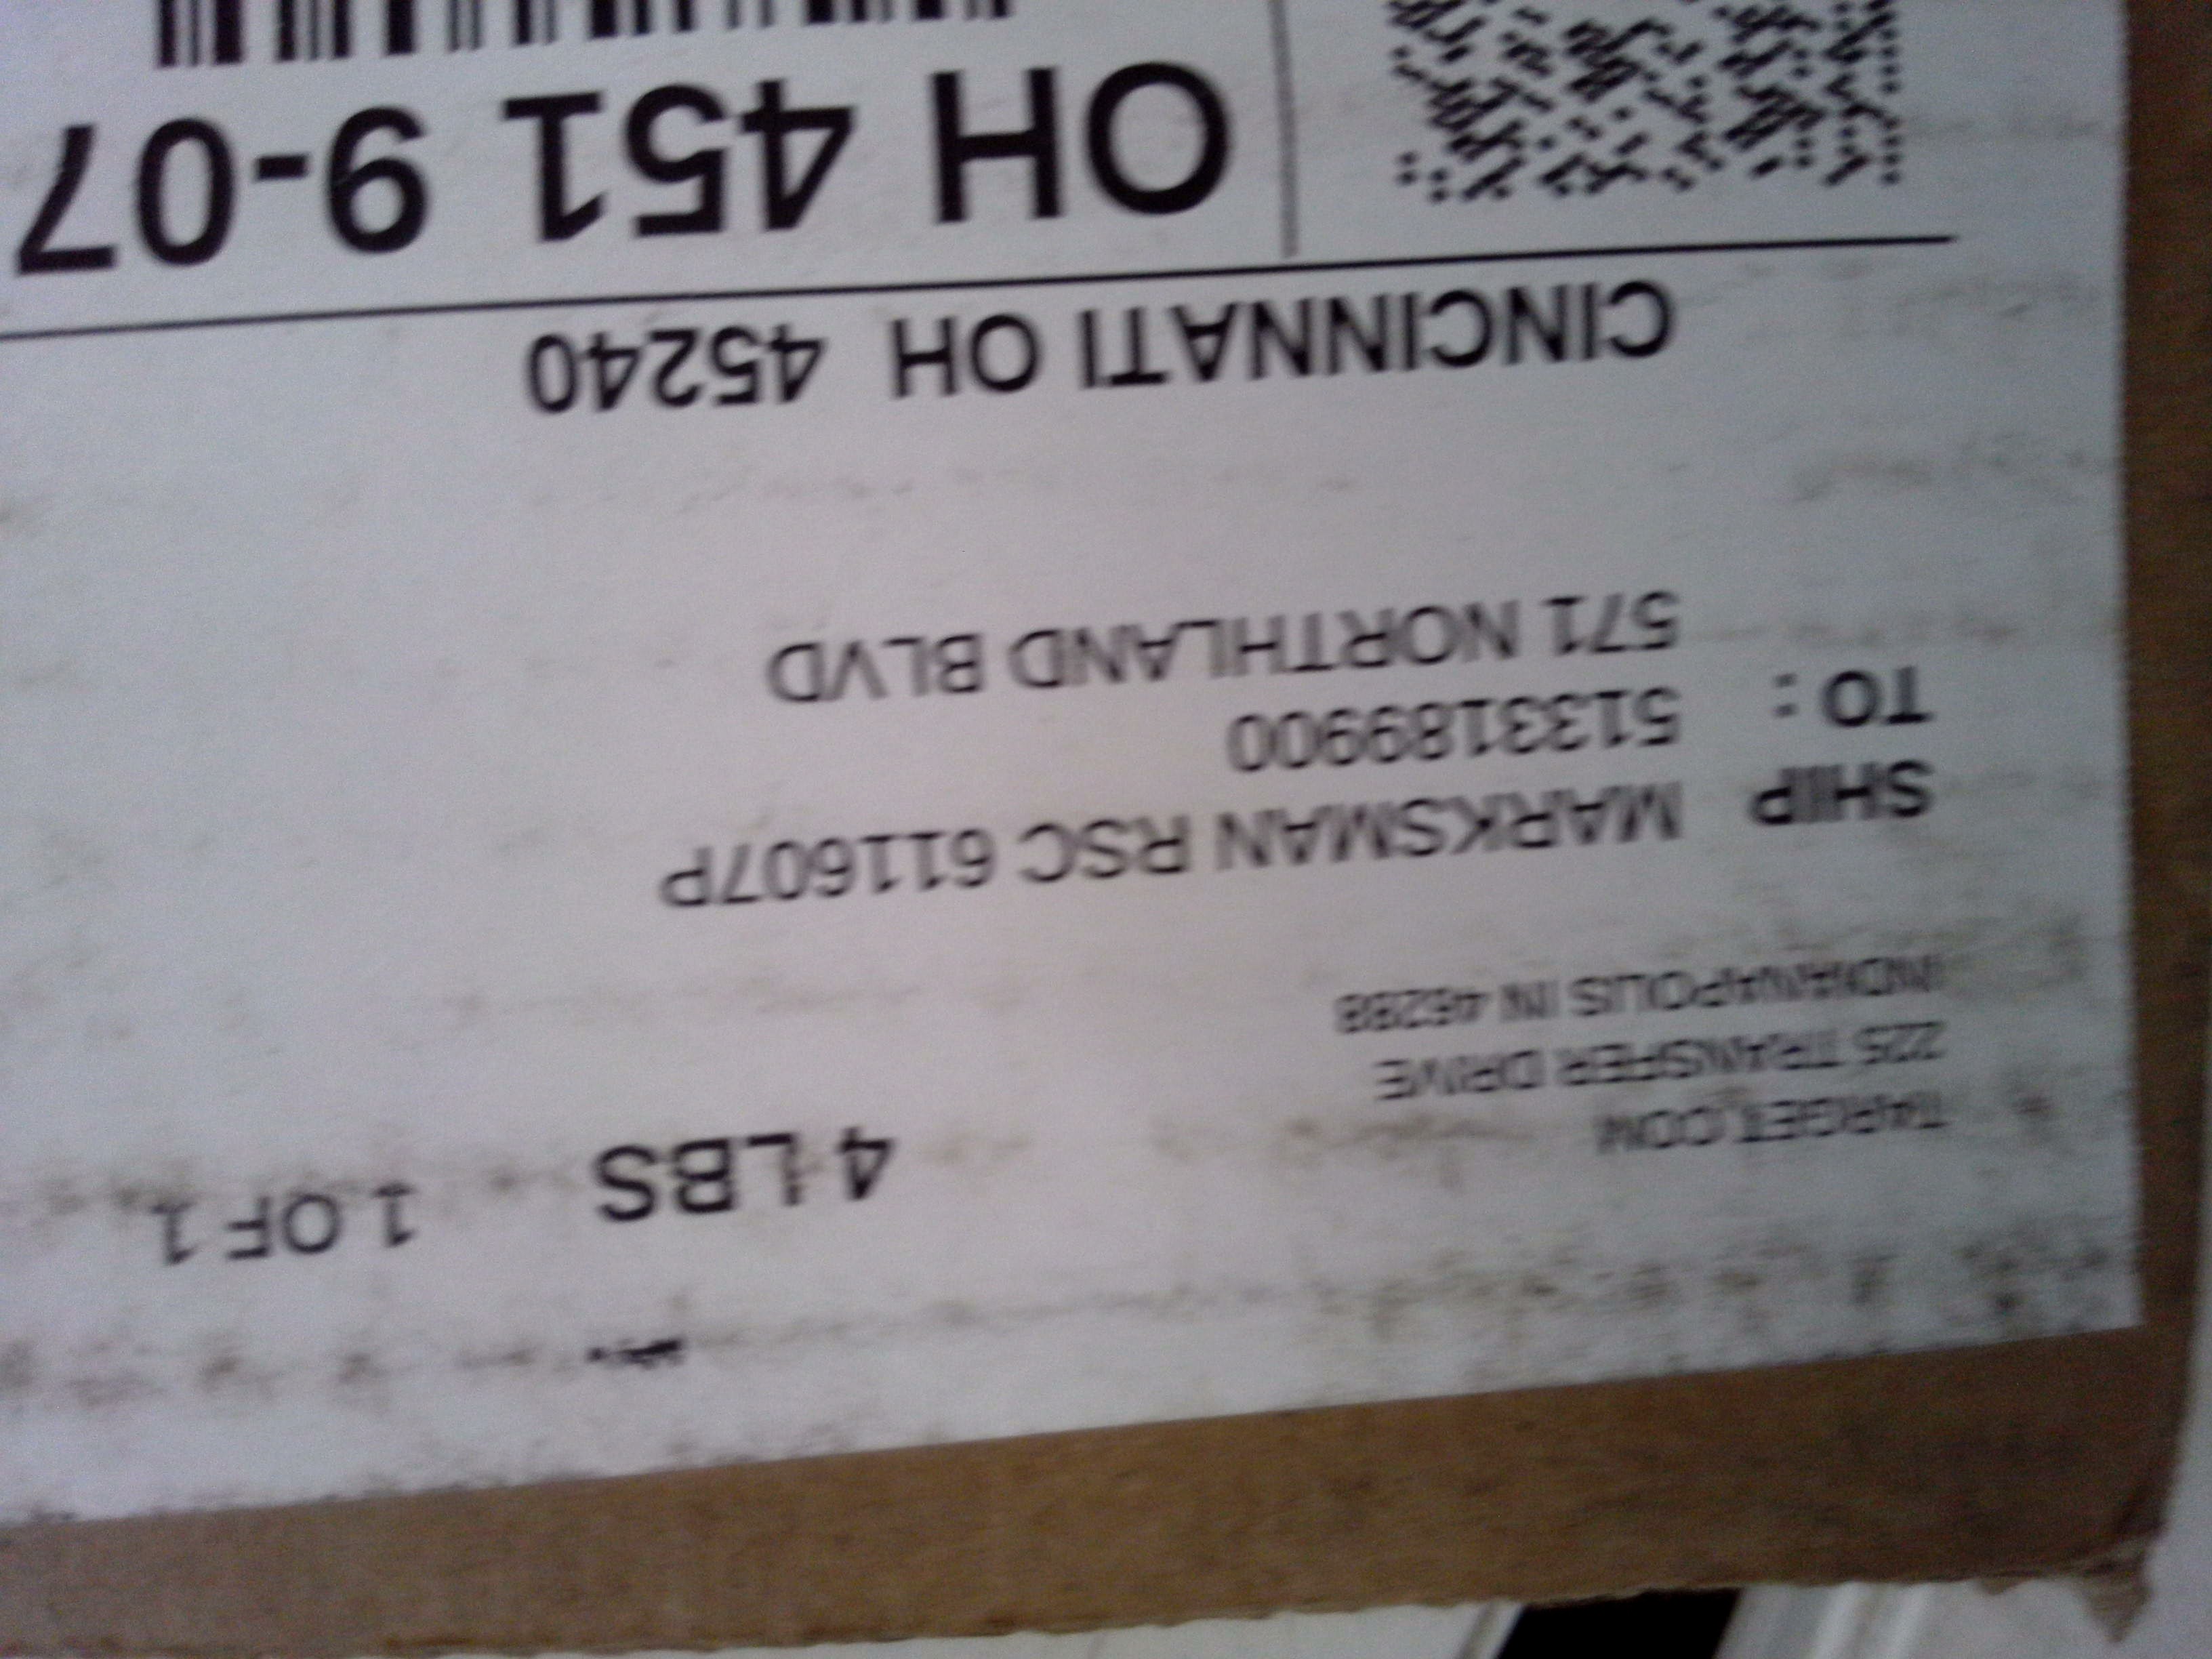 4 LBS 1 OF 1
TARGET.COM
225 TRANSFER DRIVE
INDIANAPOLIS IN 46288
SHIP MARKSMAN RSC 611607P
TO: 5133189900
571 NORTHLAND BLVD
CINCINNATI OH 45240
OH 451 9-07